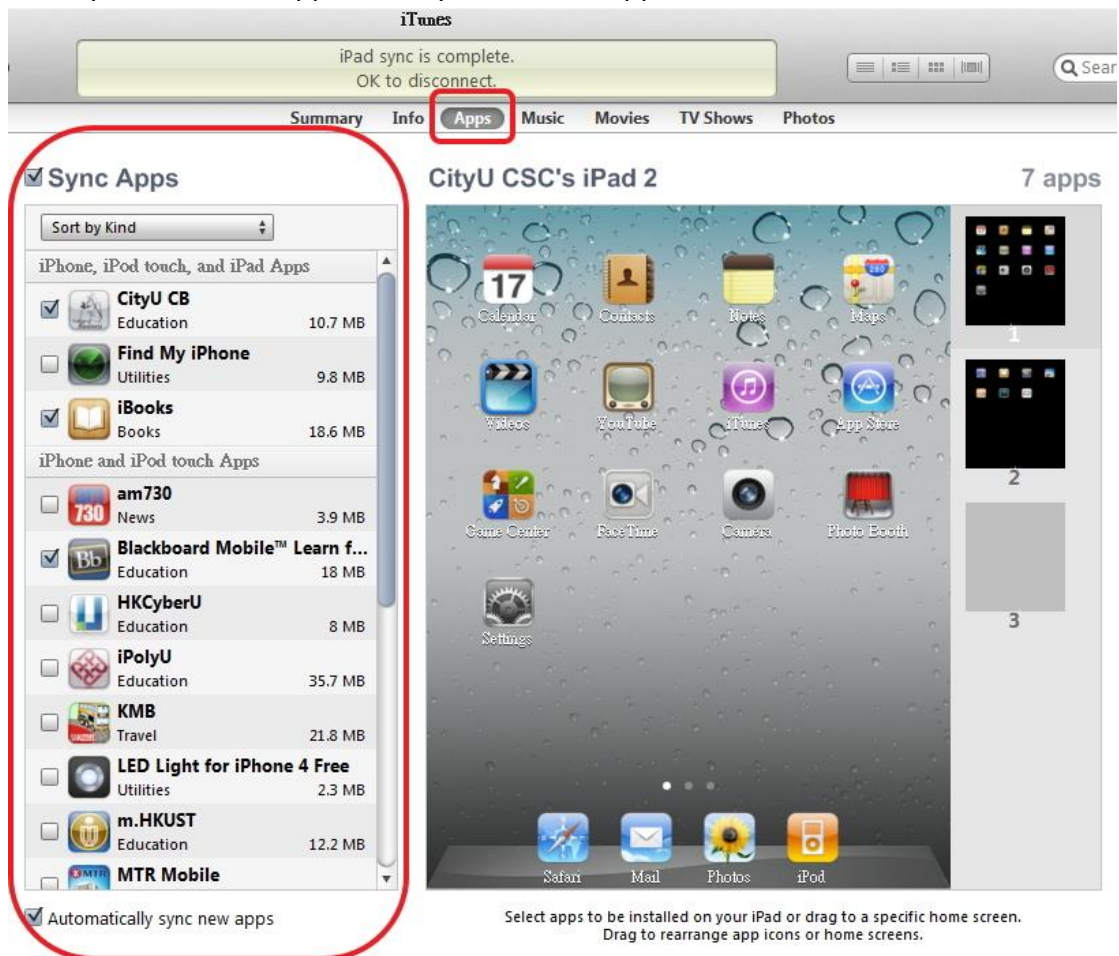 iTunes
iPad sync is complete.
OK to disconnect.
Summary Info Apps Music Movies TV Shows Photos
Sync Apps
CityU CSC's iPad 2
7 apps
Sort by Kind
iPhone, iPod touch, and iPad Apps
CityU CB
Education 10.7 MB
Find My iPhone
Utilities 9.8 MB
iBooks
Books 18.6 MB
iPhone and iPod touch Apps
am730
News 3.9 MB
Blackboard Mobile™ Learn f...
Education 18 MB
HKCyberU
Education 8 MB
iPolyU
Education 35.7 MB
KMB
Travel 21.8 MB
LED Light for iPhone 4 Free
Utilities 2.3 MB
m.HKUST
Education 12.2 MB
MTR Mobile
Automatically sync new apps
17
280
Calendar Contacts Notes Maps
Videos YouTube iTunes App Store
Game Center FaceTime Camera Photo Booth
Settings
Safari Mail Photos iPod
1
2
3
730
Bb
Select apps to be installed on your iPad or drag to a specific home screen.
Drag to rearrange app icons or home screens.